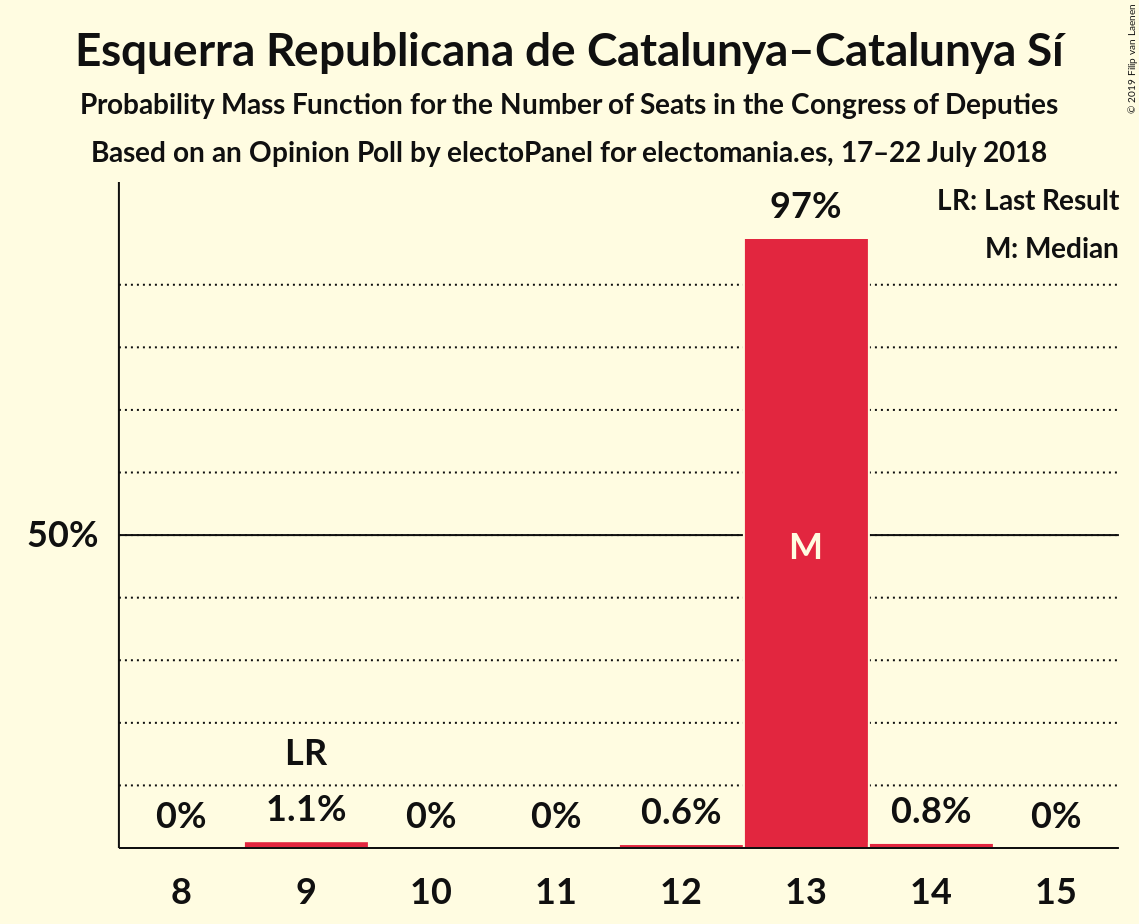 Esquerra Republicana de Catalunya–Catalunya Sí
Probability Mass Function for the Number of Seats in the Congress of Deputies
Based on an Opinion Poll by electoPanel for electomania.es, 17–22 July 2018
© 2019 Filip van Laenen
LR: Last Result
M: Median
97%
50%
M
LR
0% 1.1% 0% 0% 0.6% 0.8% 0%
8 9 10 11 12 13 14 15